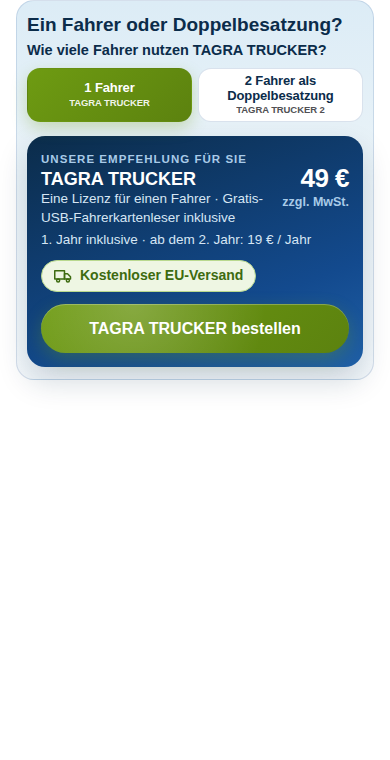 Ein Fahrer oder Doppelbesatzung?
Wie viele Fahrer nutzen TAGRA TRUCKER?
1 Fahrer
TAGRA TRUCKER
2 Fahrer als
Doppelbesatzung
TAGRA TRUCKER 2
UNSERE EMPFEHLUNG FÜR SIE
TAGRA TRUCKER
Eine Lizenz für einen Fahrer · Gratis-
USB-Fahrerkartenleser inklusive
49 €
zzgl. MwSt.
1. Jahr inklusive · ab dem 2. Jahr: 19 € / Jahr
Kostenloser EU-Versand
TAGRA TRUCKER bestellen